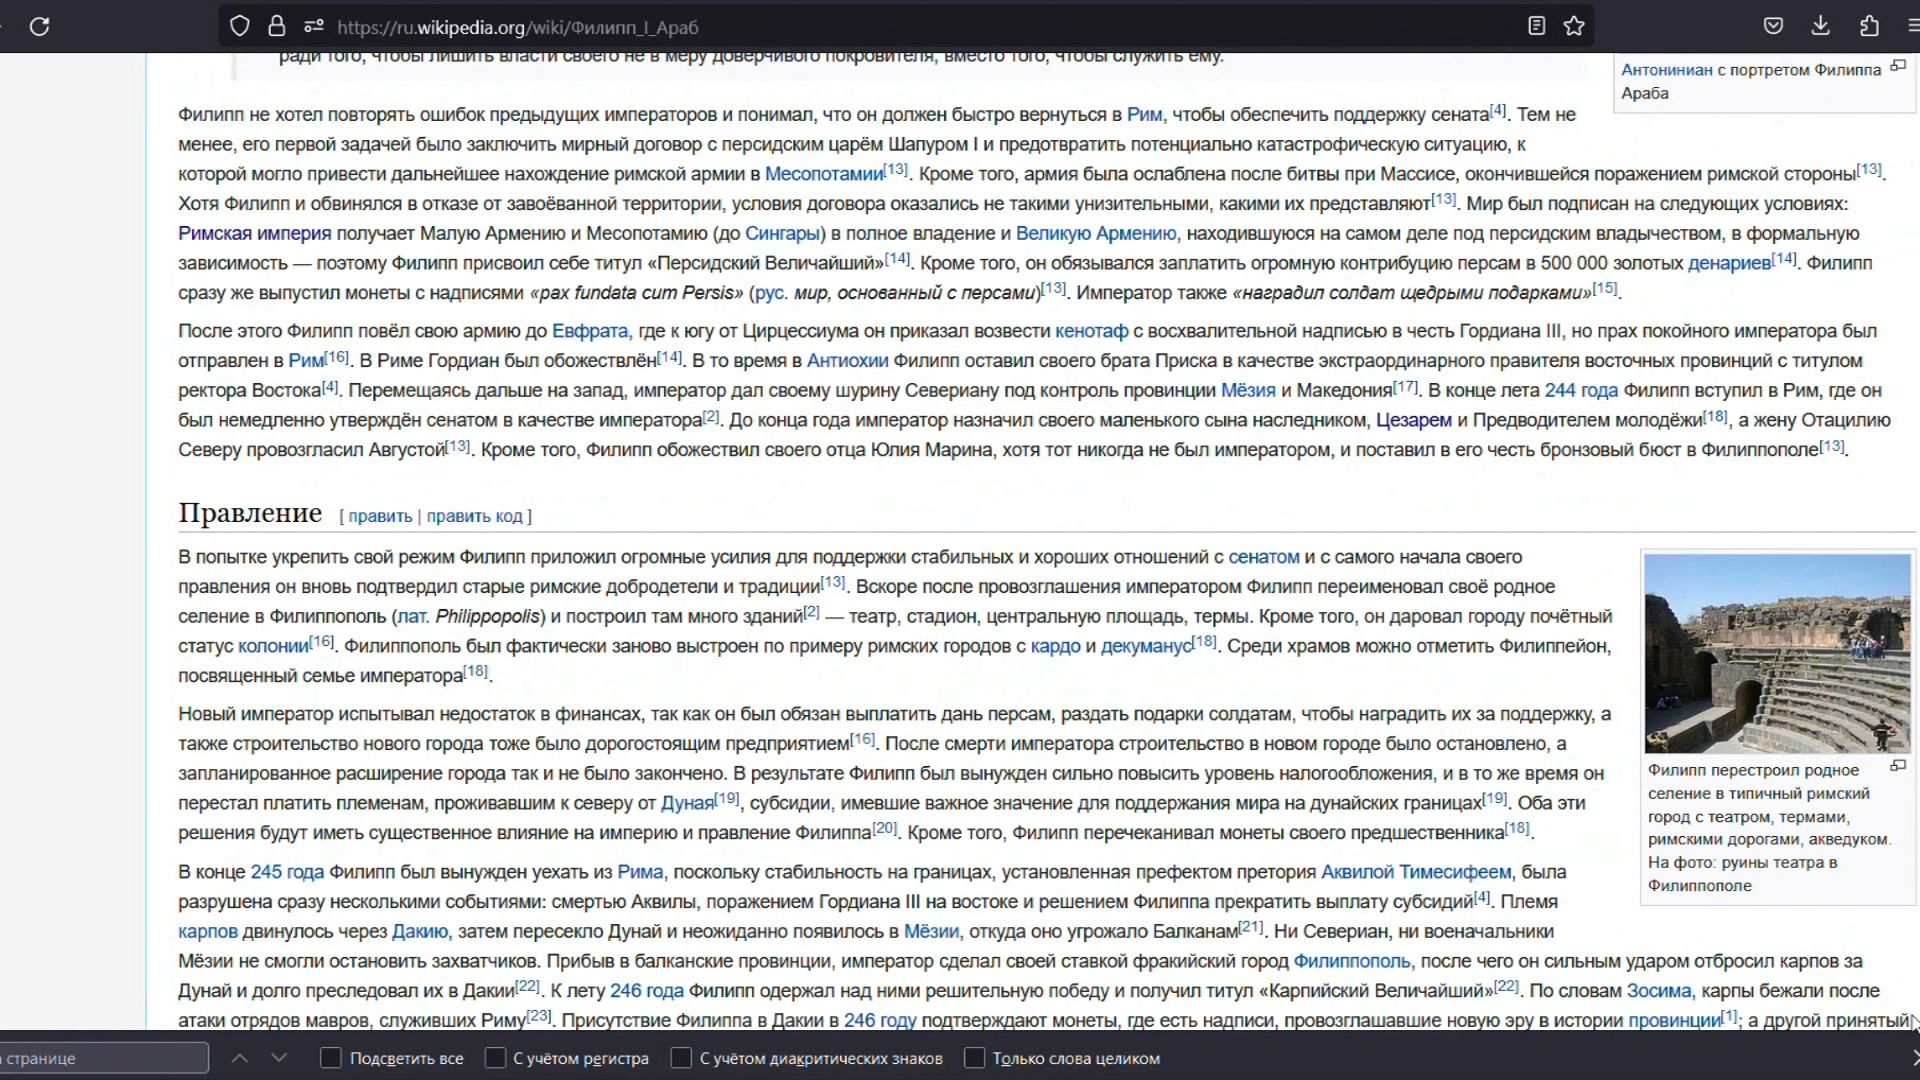 https://ru.wikipedia.org/wiki/Филипп_I_Араб
ради того, чтобы лишить власти своего не в меру доверчивого покровителя, вместо того, чтобы служить ему.
Антониниан с портретом Филиппа
Араба
Филипп не хотел повторять ошибок предыдущих императоров и понимал, что он должен быстро вернуться в Рим, чтобы обеспечить поддержку сената[4]. Тем не
менее, его первой задачей было заключить мирный договор с персидским царём Шапуром I и предотвратить потенциально катастрофическую ситуацию, к
которой могло привести дальнейшее нахождение римской армии в Месопотамии[13]. Кроме того, армия была ослаблена после битвы при Массисе, окончившейся поражением римской стороны[13].
Хотя Филипп и обвинялся в отказе от завоёванной территории, условия договора оказались не такими унизительными, какими их представляют[13]. Мир был подписан на следующих условиях:
Римская империя получает Малую Армению и Месопотамию (до Сингары) в полное владение и Великую Армению, находившуюся на самом деле под персидским владычеством, в формальную
зависимость — поэтому Филипп присвоил себе титул «Персидский Величайший»[14]. Кроме того, он обязывался заплатить огромную контрибуцию персам в 500 000 золотых денариев[14]. Филипп
сразу же выпустил монеты с надписями «pax fundata cum Persis» (рус. мир, основанный с персами)[13]. Император также «наградил солдат щедрыми подарками»[15].
После этого Филипп повёл свою армию до Евфрата, где к югу от Цирцессиума он приказал возвести кенотаф с восхвалительной надписью в честь Гордиана III, но прах покойного императора был
отправлен в Рим[16]. В Риме Гордиан был обожествлён[14]. В то время в Антиохии Филипп оставил своего брата Приска в качестве экстраординарного правителя восточных провинций с титулом
ректора Востока[4]. Перемещаясь дальше на запад, император дал своему шурину Севериану под контроль провинции Мёзия и Македония[17]. В конце лета 244 года Филипп вступил в Рим, где он
был немедленно утверждён сенатом в качестве императора[2]. До конца года император назначил своего маленького сына наследником, Цезарем и Предводителем молодёжи[18], а жену Отацилию
Северу провозгласил Августой[13]. Кроме того, Филипп обожествил своего отца Юлия Марина, хотя тот никогда не был императором, и поставил в его честь бронзовый бюст в Филиппополе[13].
Правление [ править | править код ]
В попытке укрепить свой режим Филипп приложил огромные усилия для поддержки стабильных и хороших отношений с сенатом и с самого начала своего
правления он вновь подтвердил старые римские добродетели и традиции[13]. Вскоре после провозглашения императором Филипп переименовал своё родное
селение в Филиппополь (лат. Philippopolis) и построил там много зданий[2] — театр, стадион, центральную площадь, термы. Кроме того, он даровал городу почётный
статус колонии[16]. Филиппополь был фактически заново выстроен по примеру римских городов с кардо и декуманус[18]. Среди храмов можно отметить Филиппейон,
посвященный семье императора[18].
Новый император испытывал недостаток в финансах, так как он был обязан выплатить дань персам, раздать подарки солдатам, чтобы наградить их за поддержку, а
также строительство нового города тоже было дорогостоящим предприятием[16]. После смерти императора строительство в новом городе было остановлено, а
запланированное расширение города так и не было закончено. В результате Филипп был вынужден сильно повысить уровень налогообложения, и в то же время он
перестал платить племенам, проживавшим к северу от Дуная[19], субсидии, имевшие важное значение для поддержания мира на дунайских границах[19]. Оба эти
решения будут иметь существенное влияние на империю и правление Филиппа[20]. Кроме того, Филипп перечеканивал монеты своего предшественника[18].
Филипп перестроил родное
селение в типичный римский
город с театром, термами,
римскими дорогами, акведуком.
На фото: руины театра в
Филиппополе
В конце 245 года Филипп был вынужден уехать из Рима, поскольку стабильность на границах, установленная префектом претория Аквилой Тимесифеем, была
разрушена сразу несколькими событиями: смертью Аквилы, поражением Гордиана III на востоке и решением Филиппа прекратить выплату субсидий[4]. Племя
карпов двинулось через Дакию, затем пересекло Дунай и неожиданно появилось в Мёзии, откуда оно угрожало Балканам[21]. Ни Севериан, ни военачальники
Мёзии не смогли остановить захватчиков. Прибыв в балканские провинции, император сделал своей ставкой фракийский город Филиппополь, после чего он сильным ударом отбросил карпов за
Дунай и долго преследовал их в Дакии[22]. К лету 246 года Филипп одержал над ними решительную победу и получил титул «Карпийский Величайший»[22]. По словам Зосима, карпы бежали после
атаки отрядов мавров, служивших Риму[23]. Присутствие Филиппа в Дакии в 246 году подтверждают монеты, где есть надписи, провозглашавшие новую эру в истории провинции[1]; а другой принятый
странице
Подсветить все
С учётом регистра
С учётом диакритических знаков
Только слова целиком